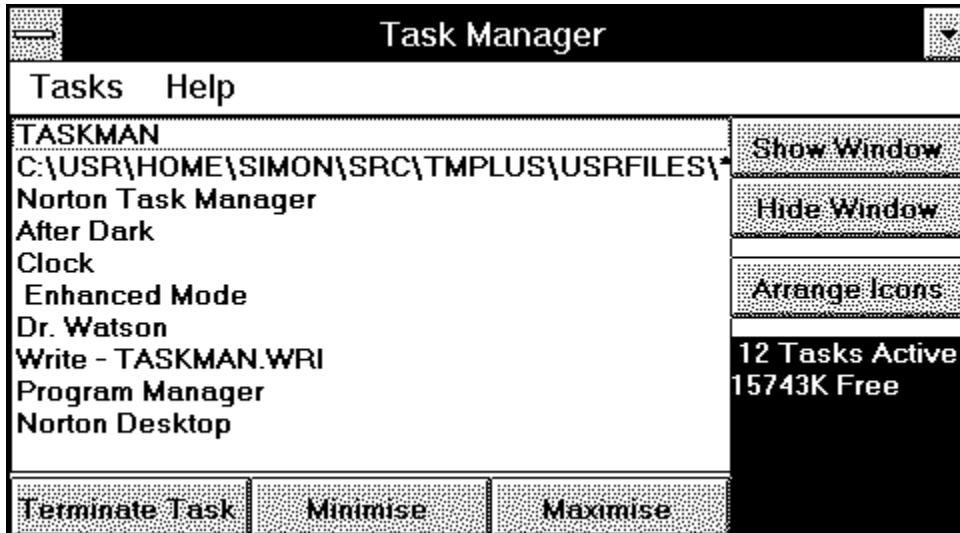 Task Manager
Tasks Help
TASKMAN
C:\USR\HOME\SIMON\SRC\TMPLUS\USRFILES\*
Norton Task Manager
After Dark
Clock
Enhanced Mode
Dr. Watson
Write - TASKMAN.WRI
Program Manager
Norton Desktop
Show Window
Hide Window
Arrange Icons
12 Tasks Active
15743K Free
Terminate Task Minimise Maximise